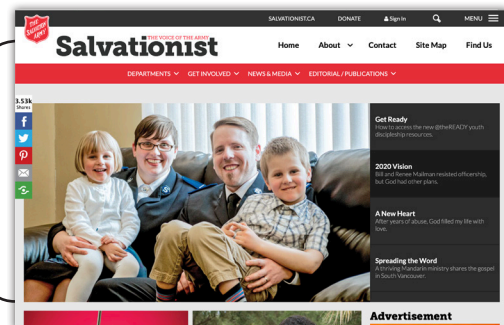 THE SALVATION ARMY
SALVATIONIST.CA DONATE Sign in MENU
THE VOICE OF THE ARMY
Salvationist
Home About Contact Site Map Find Us
DEPARTMENTS GET INVOLVED NEWS & MEDIA EDITORIAL / PUBLICATIONS
3.53k
Shares
Get Ready
How to access the new @theREADY youth
discipleship resources.
2020 Vision
Bill and Renee Mailman resisted officership,
but God had other plans.
A New Heart
After years of abuse, God filled my life with
love.
Spreading the Word
A thriving Mandarin ministry shares the gospel
in South Vancouver.
Advertisement